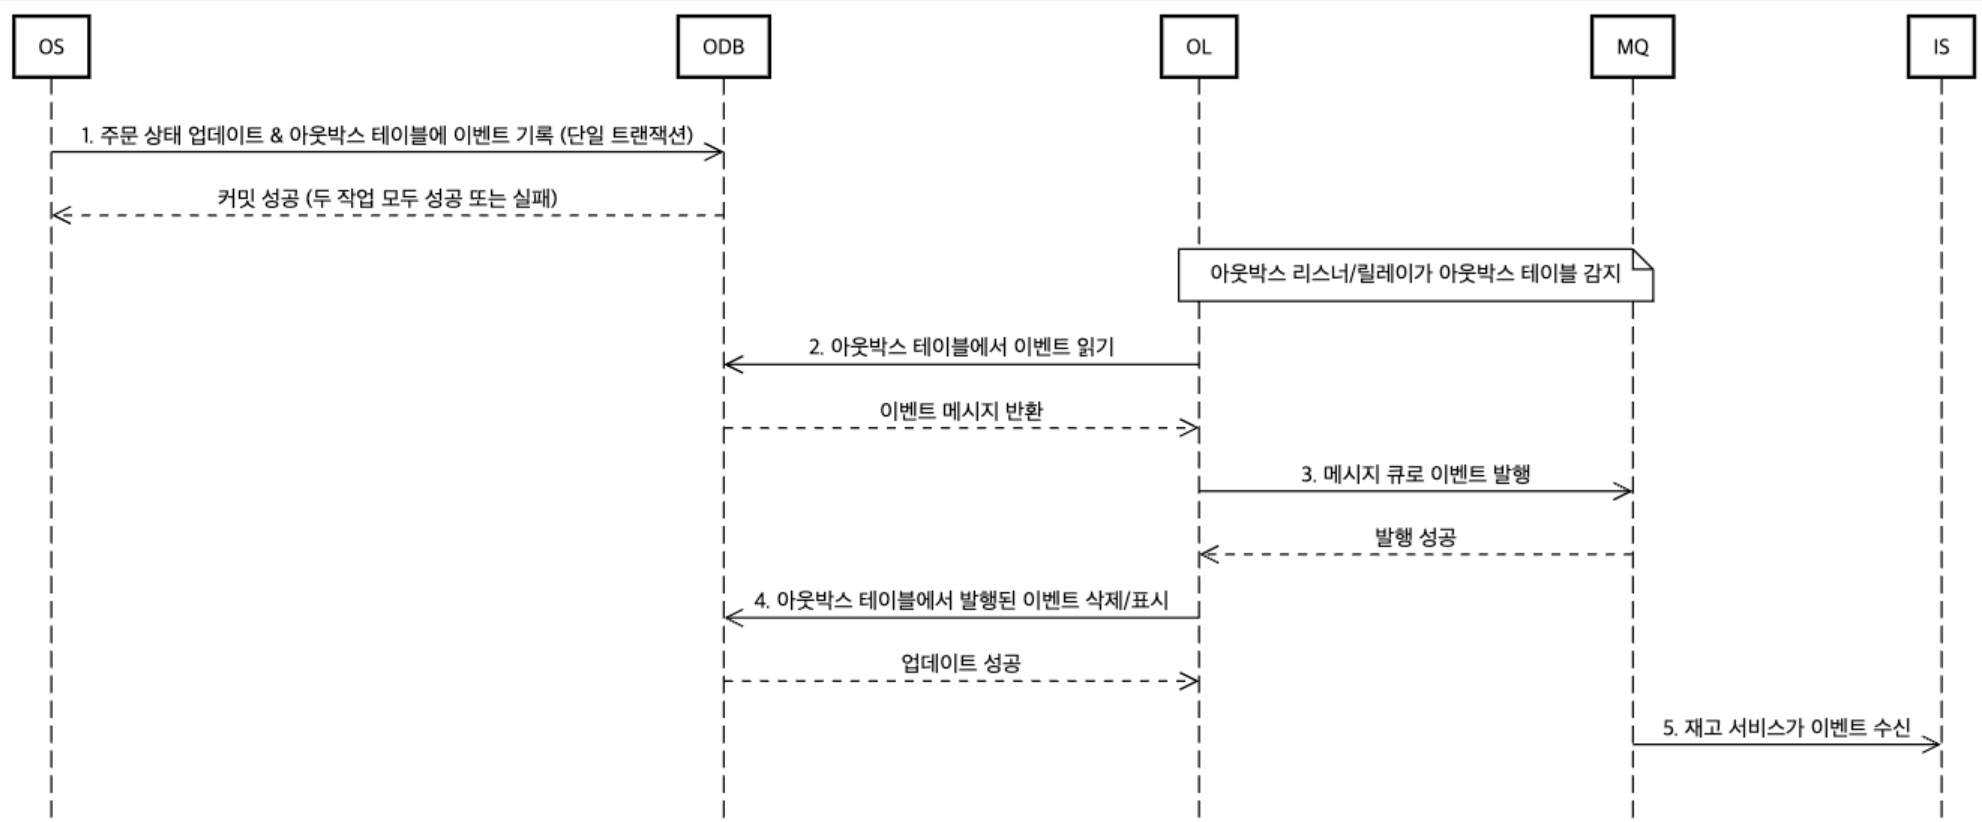 OS
ODB
OL
MQ
IS
1. 주문 상태 업데이트 & 아웃박스 테이블에 이벤트 기록 (단일 트랜잭션)
커밋 성공 (두 작업 모두 성공 또는 실패)
아웃박스 리스너/릴레이가 아웃박스 테이블 감지
2. 아웃박스 테이블에서 이벤트 읽기
이벤트 메시지 반환
3. 메시지 큐로 이벤트 발행
발행 성공
4. 아웃박스 테이블에서 발행된 이벤트 삭제/표시
업데이트 성공
5. 재고 서비스가 이벤트 수신